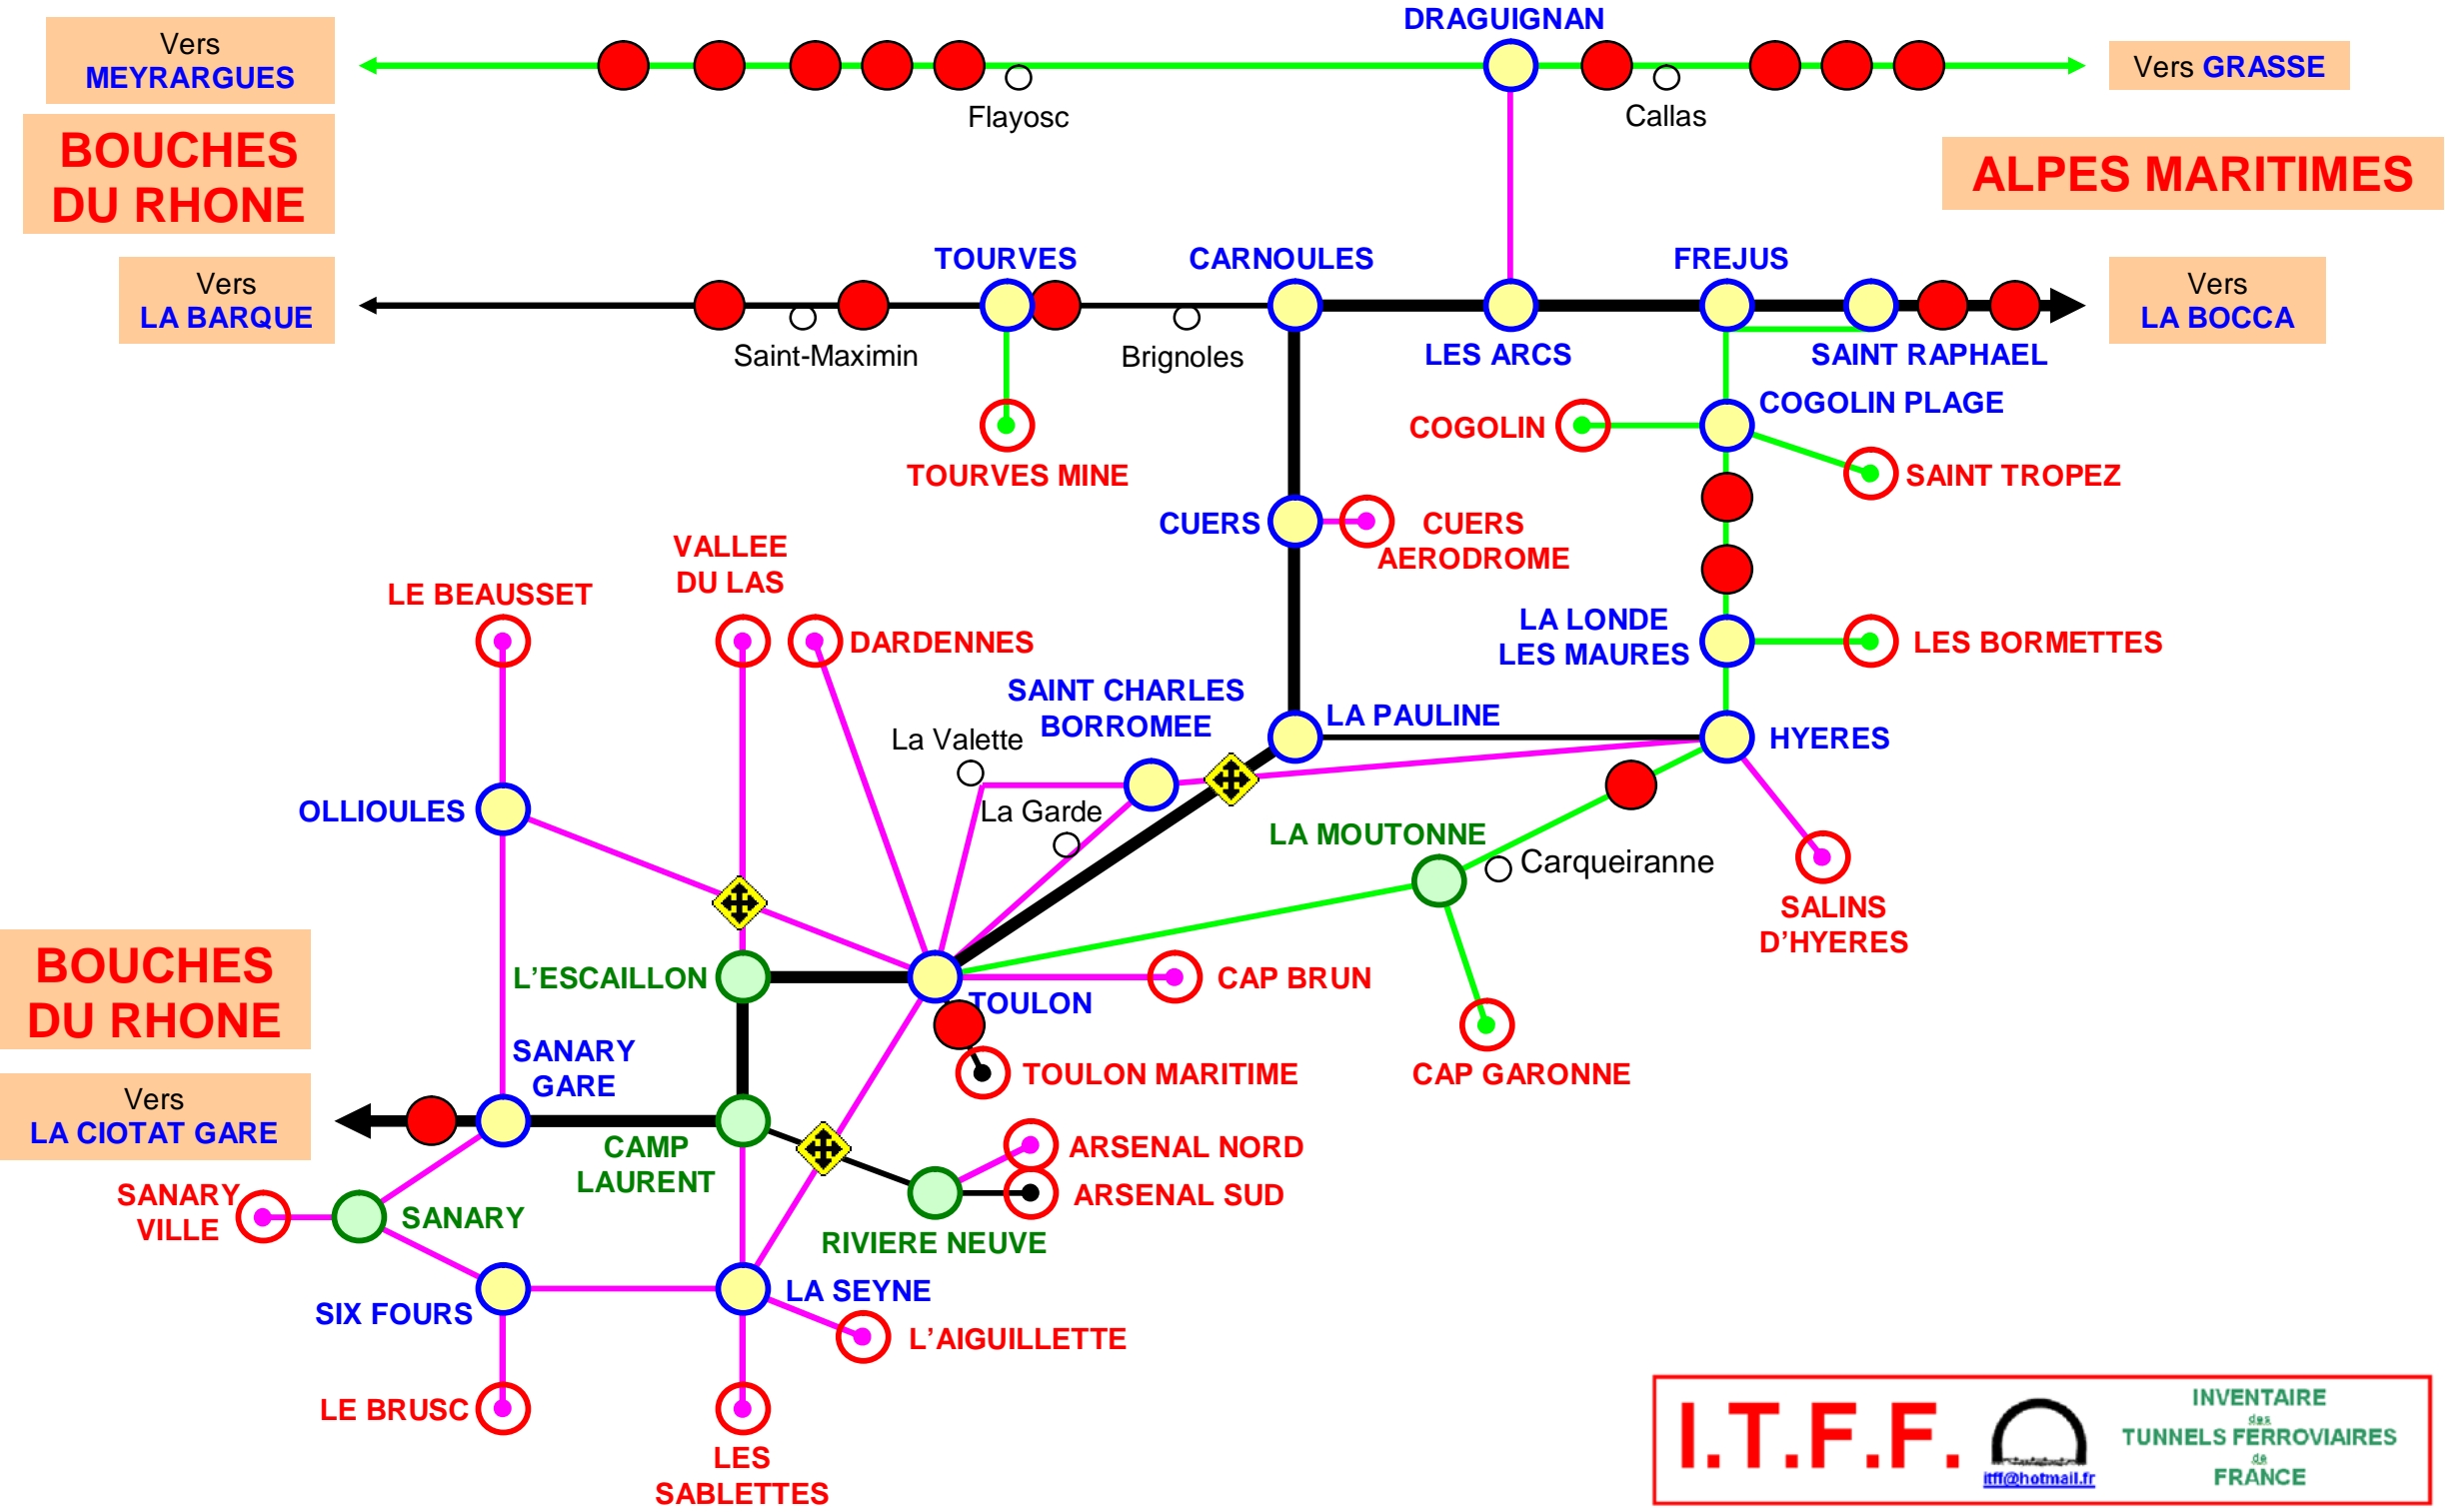 DRAGUIGNAN
Vers
MEYRARGUES
Vers GRASSE
Flayosc
Callas
BOUCHES
DU RHONE
ALPES MARITIMES
TOURVES
CARNOULES
FREJUS
Vers
LA BARQUE
Vers
LA BOCCA
Saint-Maximin
Brignoles
LES ARCS
SAINT RAPHAEL
COGOLIN PLAGE
COGOLIN
TOURVES MINE
SAINT TROPEZ
CUERS
CUERS
AERODROME
VALLEE
DU LAS
LE BEAUSSET
DARDENNES
LA LONDE
LES MAURES
LES BORMETTES
SAINT CHARLES
BORROMEE
LA PAULINE
HYERES
La Valette
OLLIOULES
La Garde
LA MOUTONNE
Carqueiranne
SALINS
D'HYERES
BOUCHES
DU RHONE
L'ESCAILLON
TOULON
CAP BRUN
SANARY
GARE
TOULON MARITIME
CAP GARONNE
Vers
LA CIOTAT GARE
CAMP
LAURENT
ARSENAL NORD
ARSENAL SUD
SANARY
VILLE
SANARY
RIVIERE NEUVE
SIX FOURS
LA SEYNE
L'AIGUILLETTE
LE BRUSC
LES
SABLETTES
I.T.F.F.
itff@hotmail.fr
INVENTAIRE
des
TUNNELS FERROVIAIRES
de
FRANCE